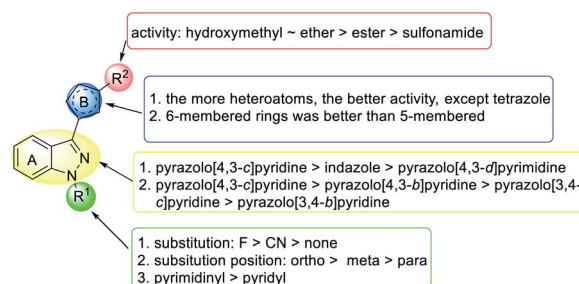 activity: hydroxymethyl ~ ether > ester > sulfonamide
R2
B
1. the more heteroatoms, the better activity, except tetrazole
2. 6-membered rings was better than 5-membered
A
N
N
R1
1. pyrazolo[4,3-c]pyridine > indazole > pyrazolo[4,3-d]pyrimidine
2. pyrazolo[4,3-c]pyridine > pyrazolo[4,3-b]pyridine > pyrazolo[3,4-
c]pyridine > pyrazolo[3,4-b]pyridine
1. substitution: F > CN > none
2. subsitution position: ortho > meta > para
3. pyrimidinyl > pyridyl